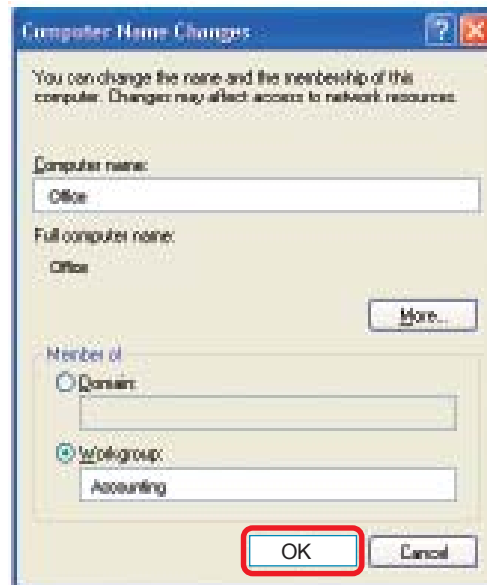 Computer Name Changes
?
You can change the name and the membership of this
computer. Changes may affect access to network resources.
Computer name:
Office
Full computer name:
Office
More...
Member of
Domain:
Workgroup:
Accounting
OK
Cancel